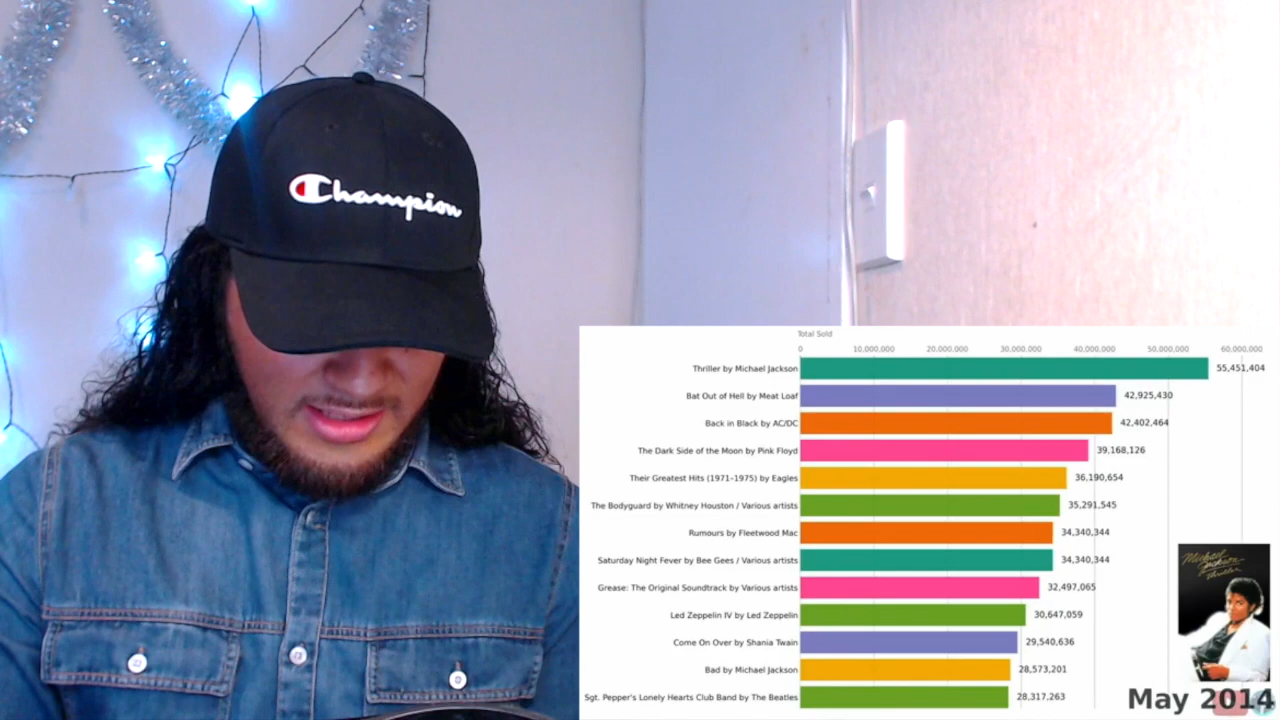 Champion
Total Sold
0 10,000,000 20,000,000 30,000,000 40,000,000 50,000,000 60,000,000
Thriller by Michael Jackson 55,451,404
Bat Out of Hell by Meat Loaf 42,925,430
Back in Black by AC/DC 42,402,464
The Dark Side of the Moon by Pink Floyd 39,168,126
Their Greatest Hits (1971–1975) by Eagles 36,190,654
The Bodyguard by Whitney Houston / Various artists 35,291,545
Rumours by Fleetwood Mac 34,340,344
Saturday Night Fever by Bee Gees / Various artists 34,340,344
Grease: The Original Soundtrack by Various artists 32,497,065
Led Zeppelin IV by Led Zeppelin 30,647,059
Come On Over by Shania Twain 29,540,636
Bad by Michael Jackson 28,573,201
Sgt. Pepper's Lonely Hearts Club Band by The Beatles 28,317,263
Michael
Jackson
Thriller
May 2014